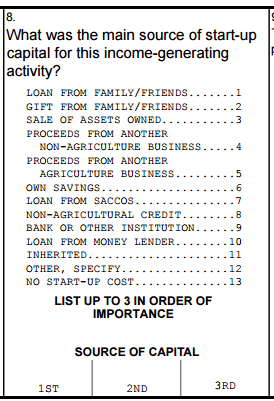 8.
What was the main source of start-up
capital for this income-generating
activity?
LOAN FROM FAMILY/FRIENDS.......1
GIFT FROM FAMILY/FRIENDS.......2
SALE OF ASSETS OWNED...........3
PROCEEDS FROM ANOTHER
NON-AGRICULTURE BUSINESS.....4
PROCEEDS FROM ANOTHER
AGRICULTURE BUSINESS.........5
OWN SAVINGS....................6
LOAN FROM SACCOS...............7
NON-AGRICULTURAL CREDIT........8
BANK OR OTHER INSTITUTION......9
LOAN FROM MONEY LENDER........10
INHERITED.....................11
OTHER, SPECIFY................12
NO START-UP COST..............13
LIST UP TO 3 IN ORDER OF
IMPORTANCE
SOURCE OF CAPITAL
1ST 2ND 3RD